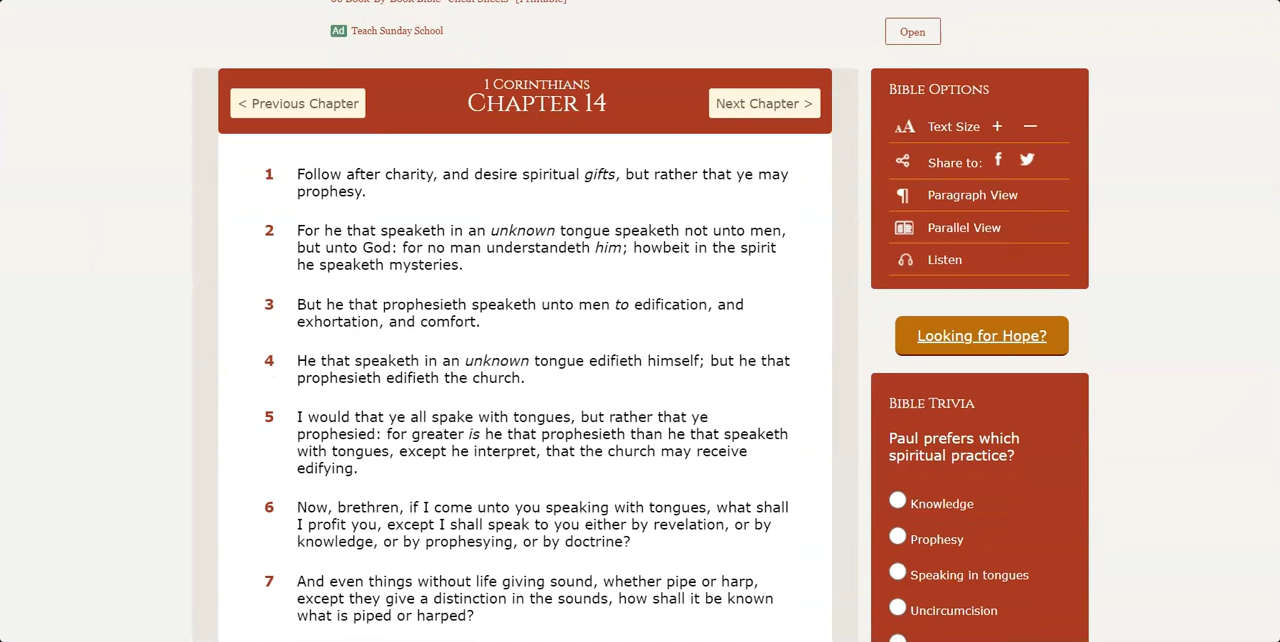 Ad Teach Sunday School
Open
1 Corinthians
< Previous Chapter
Chapter 14
Next Chapter >
1 Follow after charity, and desire spiritual gifts, but rather that ye may
prophesy.
2 For he that speaketh in an unknown tongue speaketh not unto men,
but unto God: for no man understandeth him; howbeit in the spirit
he speaketh mysteries.
3 But he that prophesieth speaketh unto men to edification, and
exhortation, and comfort.
4 He that speaketh in an unknown tongue edifieth himself; but he that
prophesieth edifieth the church.
5 I would that ye all spake with tongues, but rather that ye
prophesied: for greater is he that prophesieth than he that speaketh
with tongues, except he interpret, that the church may receive
edifying.
6 Now, brethren, if I come unto you speaking with tongues, what shall
I profit you, except I shall speak to you either by revelation, or by
knowledge, or by prophesying, or by doctrine?
7 And even things without life giving sound, whether pipe or harp,
except they give a distinction in the sounds, how shall it be known
what is piped or harped?
Bible Options
AA Text Size + —
Share to: f
Paragraph View
Parallel View
Listen
Looking for Hope?
Bible Trivia
Paul prefers which
spiritual practice?
Knowledge
Prophesy
Speaking in tongues
Uncircumcision